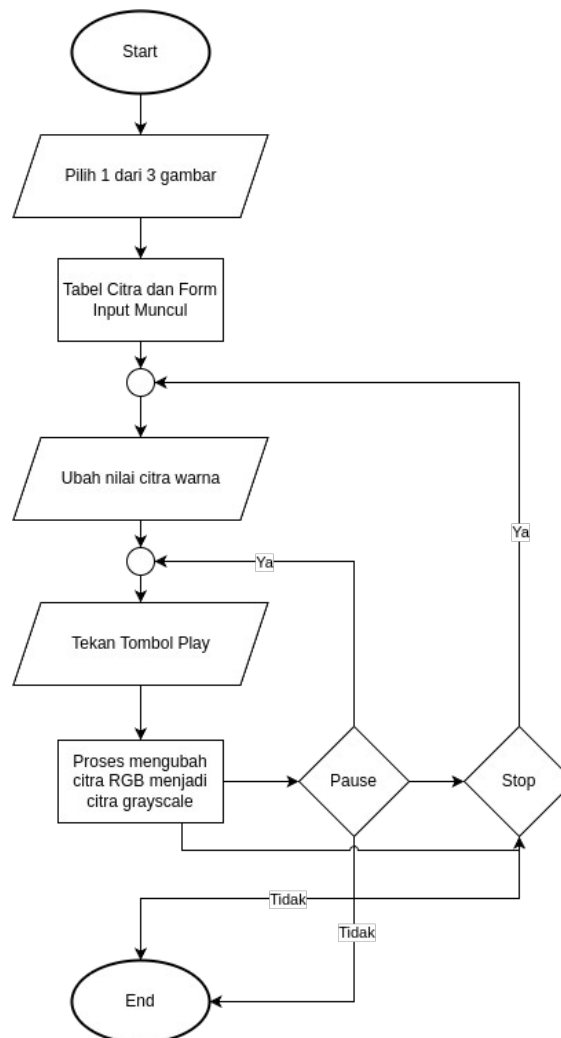 Start
Pilih 1 dari 3 gambar
Tabel Citra dan Form
Input Muncul
Ubah nilai citra warna
Ya
Ya
Tekan Tombol Play
Proses mengubah
citra RGB menjadi
citra grayscale
Pause
Stop
Tidak
Tidak
End